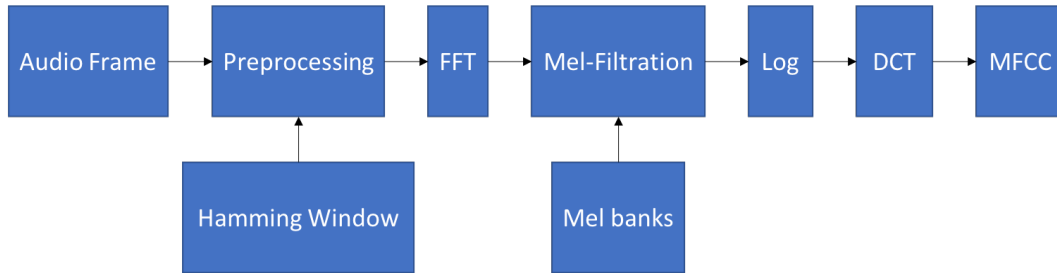 Audio Frame
Preprocessing
FFT
Mel-Filtration
Log
DCT
MFCC
Hamming Window
Mel banks